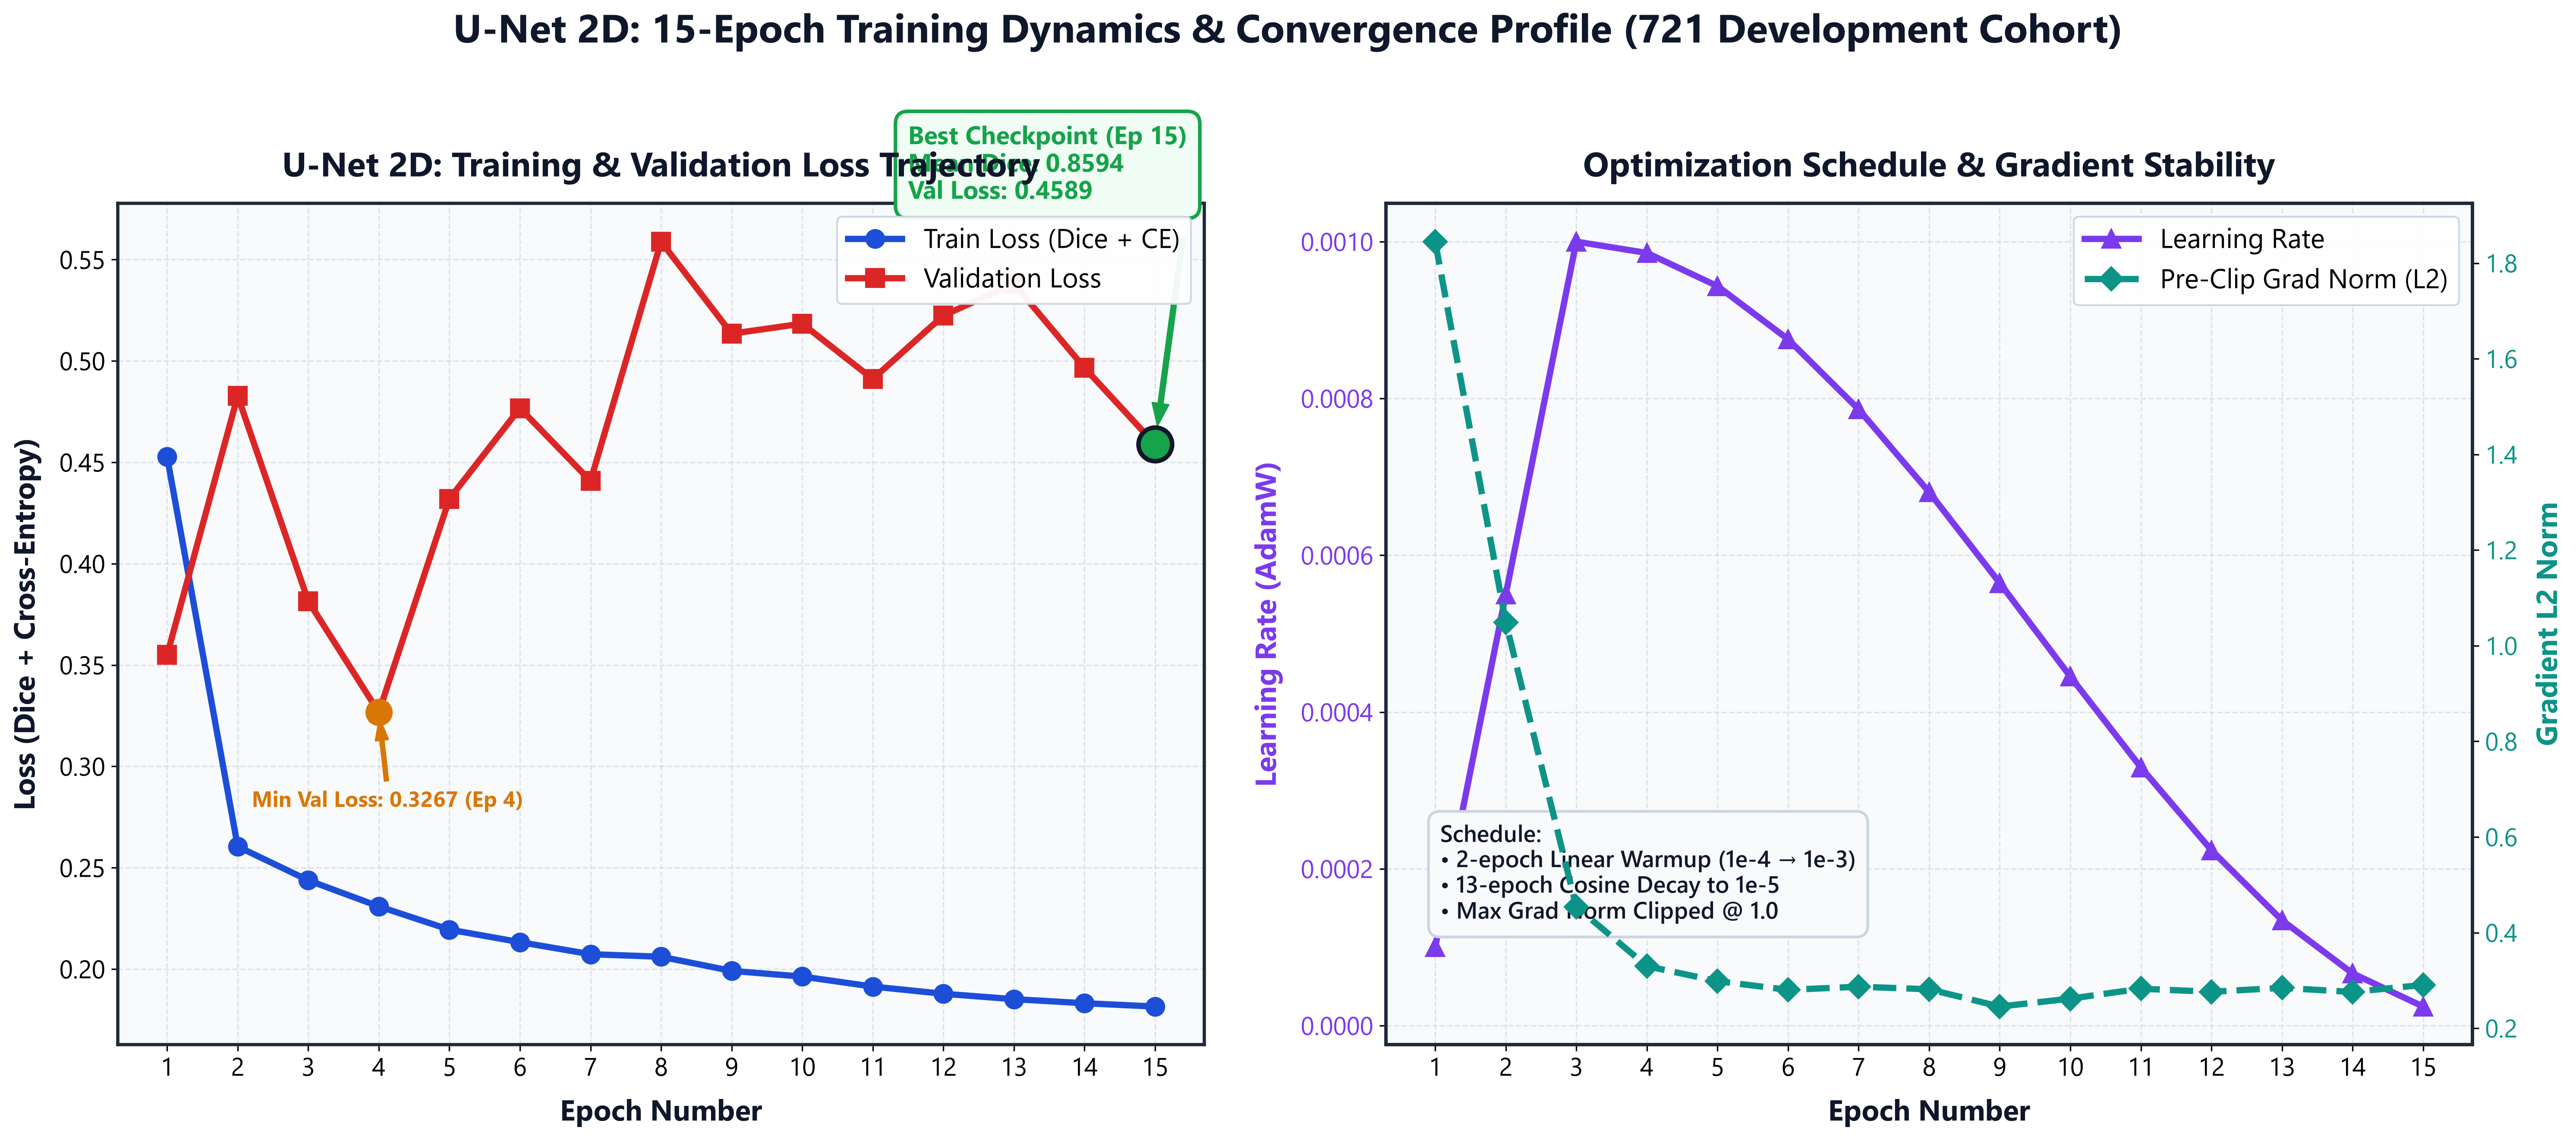 U-Net 2D: 15-Epoch Training Dynamics & Convergence Profile (721 Development Cohort)
U-Net 2D: Training & Validation Loss Trajectory
Best Checkpoint (Ep 15)
Mean Dice: 0.8594
Val Loss: 0.4589
Train Loss (Dice + CE)
Validation Loss
Min Val Loss: 0.3267 (Ep 4)
Loss (Dice + Cross-Entropy)
0.55
0.50
0.45
0.40
0.35
0.30
0.25
0.20
1 2 3 4 5 6 7 8 9 10 11 12 13 14 15
Epoch Number
Optimization Schedule & Gradient Stability
Learning Rate
Pre-Clip Grad Norm (L2)
Learning Rate (AdamW)
0.0010
0.0008
0.0006
0.0004
0.0002
0.0000
Schedule:
• 2-epoch Linear Warmup (1e-4 → 1e-3)
• 13-epoch Cosine Decay to 1e-5
• Max Grad Norm Clipped @ 1.0
1.8
1.6
1.4
1.2
1.0
0.8
0.6
0.4
0.2
Gradient L2 Norm
1 2 3 4 5 6 7 8 9 10 11 12 13 14 15
Epoch Number